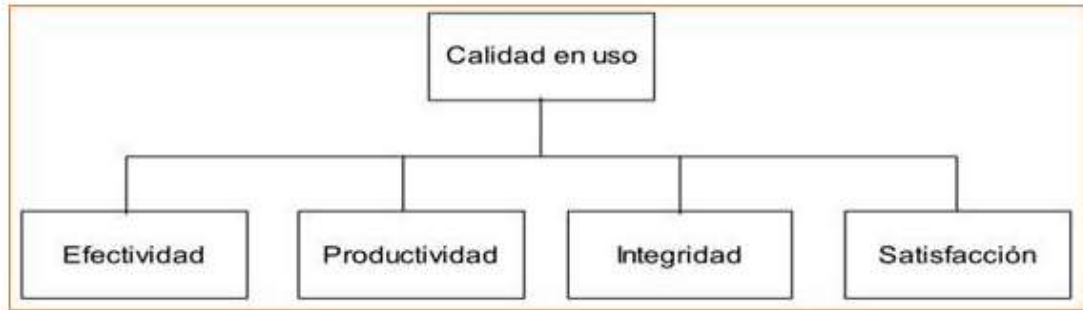 Calidad en uso
Efectividad
Productividad
Integridad
Satisfacción